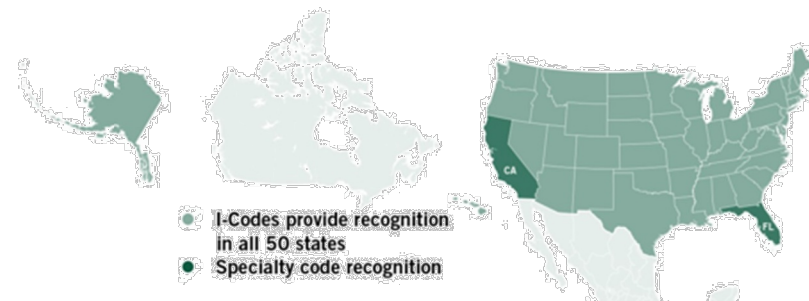 CA
FL
I-Codes provide recognition
in all 50 states
Specialty code recognition